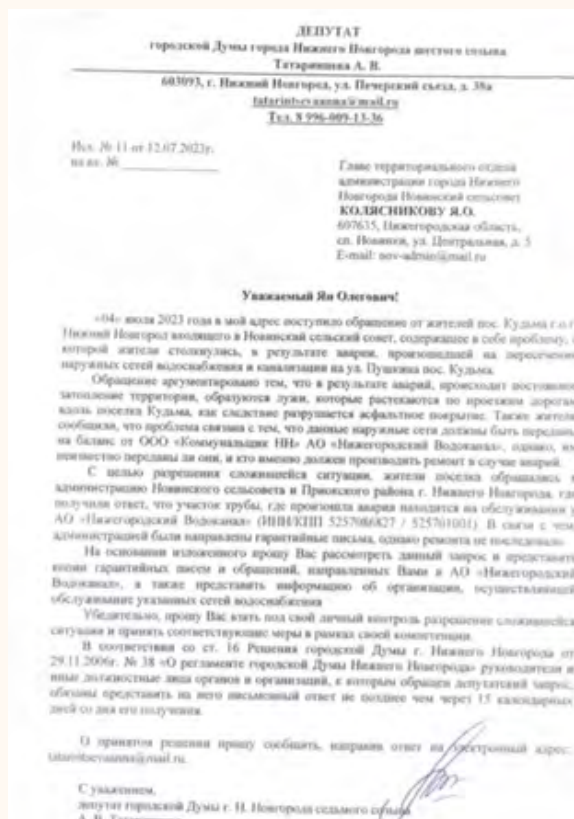 ДЕПУТАТ
городской Думы города Нижнего Новгорода шестого созыва
Татаринцева А. В.
603093, г. Нижний Новгород, ул. Печерский съезд, д. 38а
tatarintsevaanna@mail.ru
Тел. 8 996-009-13-36
Исх. № 11 от 12.07.2023г.
на вх. №
Главе территориального отдела
администрации города Нижнего
Новгорода Новинский сельсовет
КОЛЯСНИКОВУ Я.О.
607635, Нижегородская область,
сп. Новинки, ул. Центральная, д. 5
E-mail: nov-admin@mail.ru
Уважаемый Ян Олегович!
«04» июля 2023 года в мой адрес поступило обращение от жителей пос. Кудьма г.о.г.
Нижний Новгород входящего в Новинский сельский совет, содержащее в себе проблему, с
которой жители столкнулись, в результате аварии, произошедшей на пересечении
наружных сетей водоснабжения и канализации на ул. Пушкина пос. Кудьма.
Обращение аргументировано тем, что в результате аварий, происходит постоянное
затопление территории, образуются лужи, которые растекаются по проезжим дорогам
вдоль поселка Кудьма, как следствие разрушается асфальтное покрытие. Также жители
сообщили, что проблема связана с тем, что данные наружные сети должны быть переданы
на баланс от ООО «Коммунальщик НН» АО «Нижегородский Водоканал», однако, им
неизвестно переданы ли они, и кто именно должен производить ремонт в случае аварий.
С целью разрешения сложившейся ситуации, жители поселка обращались в
администрацию Новинского сельсовета и Приокского района г. Нижнего Новгорода, где
получили ответ, что участок трубы, где произошла авария находится на обслуживании у
АО «Нижегородский Водоканал» (ИНН/КПП 5257086827 / 525701001). В связи с чем,
администрацией были направлены гарантийные письма, однако ремонта не последовало.
На основании изложенного прошу Вас рассмотреть данный запрос и представить
копии гарантийных писем и обращений, направленных Вами в АО «Нижегородский
Водоканал», а также представить информацию об организации, осуществляющей
обслуживание указанных сетей водоснабжения
Убедительно, прошу Вас взять под свой личный контроль разрешение сложившейся
ситуации и принять соответствующие меры в рамках своей компетенции.
В соответствии со ст. 16 Решения городской Думы г. Нижнего Новгорода от
29.11.2006г. № 38 «О регламенте городской Думы Нижнего Новгорода» руководители и
иные должностные лица органов и организаций, к которым обращен депутатский запрос,
обязаны представить на него письменный ответ не позднее чем через 15 календарных
дней со дня его получения.
О принятом решении прошу сообщить, направив ответ на электронный адрес:
tatarintsevaanna@mail.ru
С уважением,
депутат городской Думы г. Н. Новгорода седьмого созыва
А. В. Татаринцева